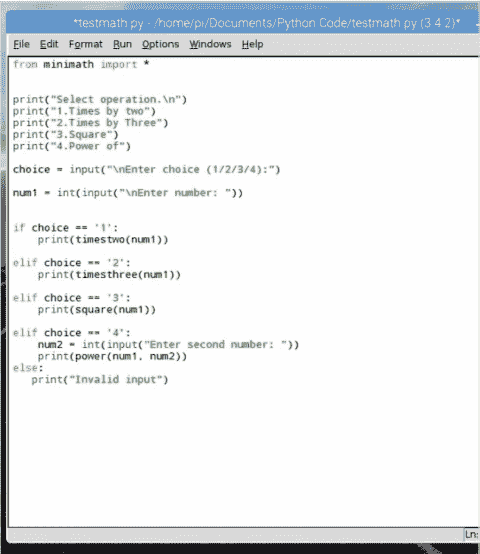 *testmath.py - /home/pi/Documents/Python Code/testmath.py (3.4.2)*
File Edit Format Run Options Windows Help
from minimath import *
print("Select operation.\n")
print("1.Times by two")
print("2.Times by Three")
print("3.Square")
print("4.Power of")
choice = input("\nEnter choice (1/2/3/4):")
num1 = int(input("\nEnter number: "))
if choice == '1':
    print(timestwo(num1))
elif choice == '2':
    print(timesthree(num1))
elif choice == '3':
    print(square(num1))
elif choice == '4':
    num2 = int(input("Enter second number: "))
    print(power(num1, num2))
else:
   print("Invalid input")
Ln: